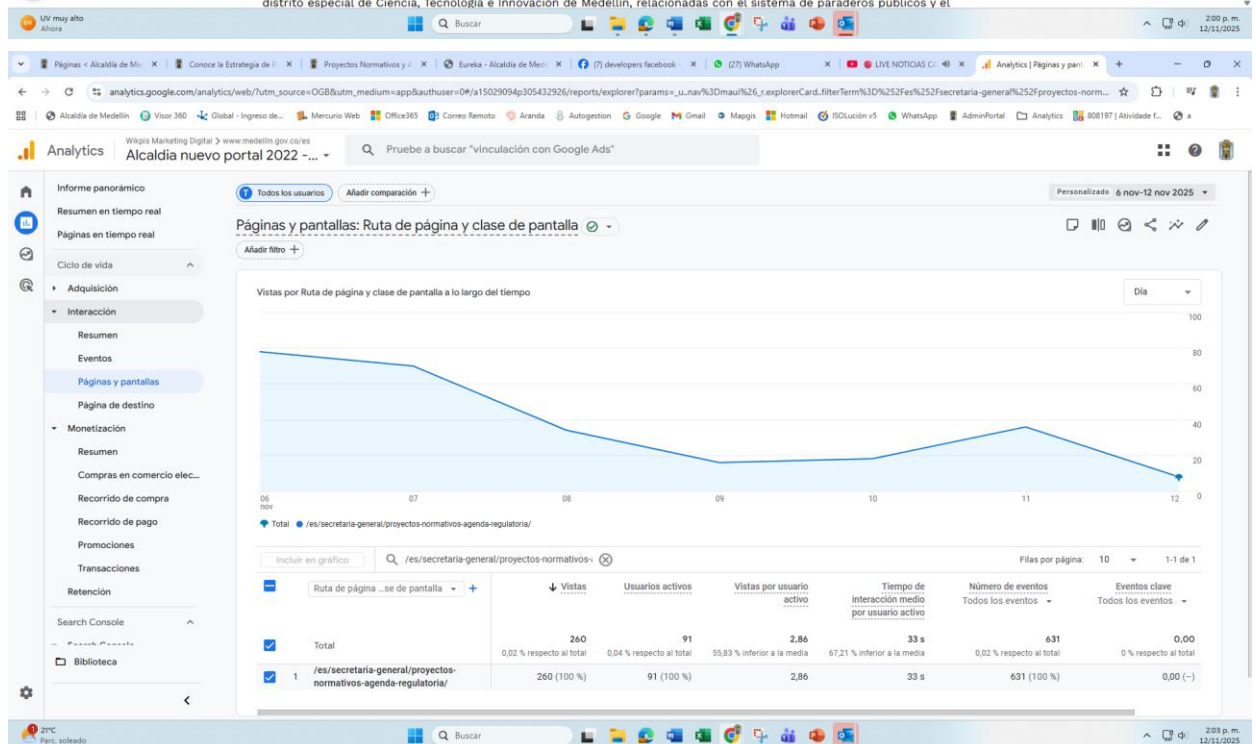 distrito especial de Ciencia, Tecnología e Innovación de Medellín, relacionadas con el sistema de paraderos públicos y el
UV muy alto
Ahora
Buscar
2:00 p. m.
12/11/2025
Páginas < Alcaldía de Me
Conoce la Estrategia de
Proyectos Normativos y
Eureka - Alcaldía de Med
(7) developers facebook
(27) WhatsApp
LIVE NOTICIAS
Analytics | Páginas y pant
analytics.google.com/analytics/web/?utm_source=OGB&utm_medium=app&authuser=0#/a15029094p305432926/reports/explorer?params=_u..nav%3Dmaui%26_r.explorerCard..filterTerm%3D%252Fes%252Fsecretaria-general%252Fproyectos-norm...
Alcaldía de Medellín
Visor 360
Global - Ingreso de...
Mercurio Web
Office365
Correo Remoto
Aranda
Autogestion
Google
Gmail
Mapgis
Hotmail
ISOLución v5
WhatsApp
AdminPortal
Analytics
808197 | Atividade f...
Analytics
Wikpis Marketing Digital > www.medellin.gov.co/es
Alcaldia nuevo portal 2022 -...
Pruebe a buscar "vinculación con Google Ads"
Informe panorámico
Resumen en tiempo real
Páginas en tiempo real
Ciclo de vida
Adquisición
Interacción
Resumen
Eventos
Páginas y pantallas
Página de destino
Monetización
Resumen
Compras en comercio elec...
Recorrido de compra
Recorrido de pago
Promociones
Transacciones
Retención
Search Console
Biblioteca
T Todos los usuarios
Añadir comparación +
Personalizado 6 nov-12 nov 2025
Páginas y pantallas: Ruta de página y clase de pantalla
Añadir filtro +
Vistas por Ruta de página y clase de pantalla a lo largo del tiempo
Día
100
80
60
40
20
0
06
nov
07
08
09
10
11
12
Total
/es/secretaria-general/proyectos-normativos-agenda-regulatoria/
Incluir en gráfico
/es/secretaria-general/proyectos-normativos-
Filas por página: 10
1-1 de 1
Ruta de página ...se de pantalla
Vistas
Usuarios activos
Vistas por usuario
activo
Tiempo de
interacción medio
por usuario activo
Número de eventos
Todos los eventos
Eventos clave
Todos los eventos
Total
260
0,02 % respecto al total
91
0,04 % respecto al total
2,86
55,83 % inferior a la media
33 s
67,21 % inferior a la media
631
0,02 % respecto al total
0,00
0 % respecto al total
1
/es/secretaria-general/proyectos-
normativos-agenda-regulatoria/
260 (100 %)
91 (100 %)
2,86
33 s
631 (100 %)
0,00 (–)
21°C
Parc. soleado
Buscar
2:03 p. m.
12/11/2025